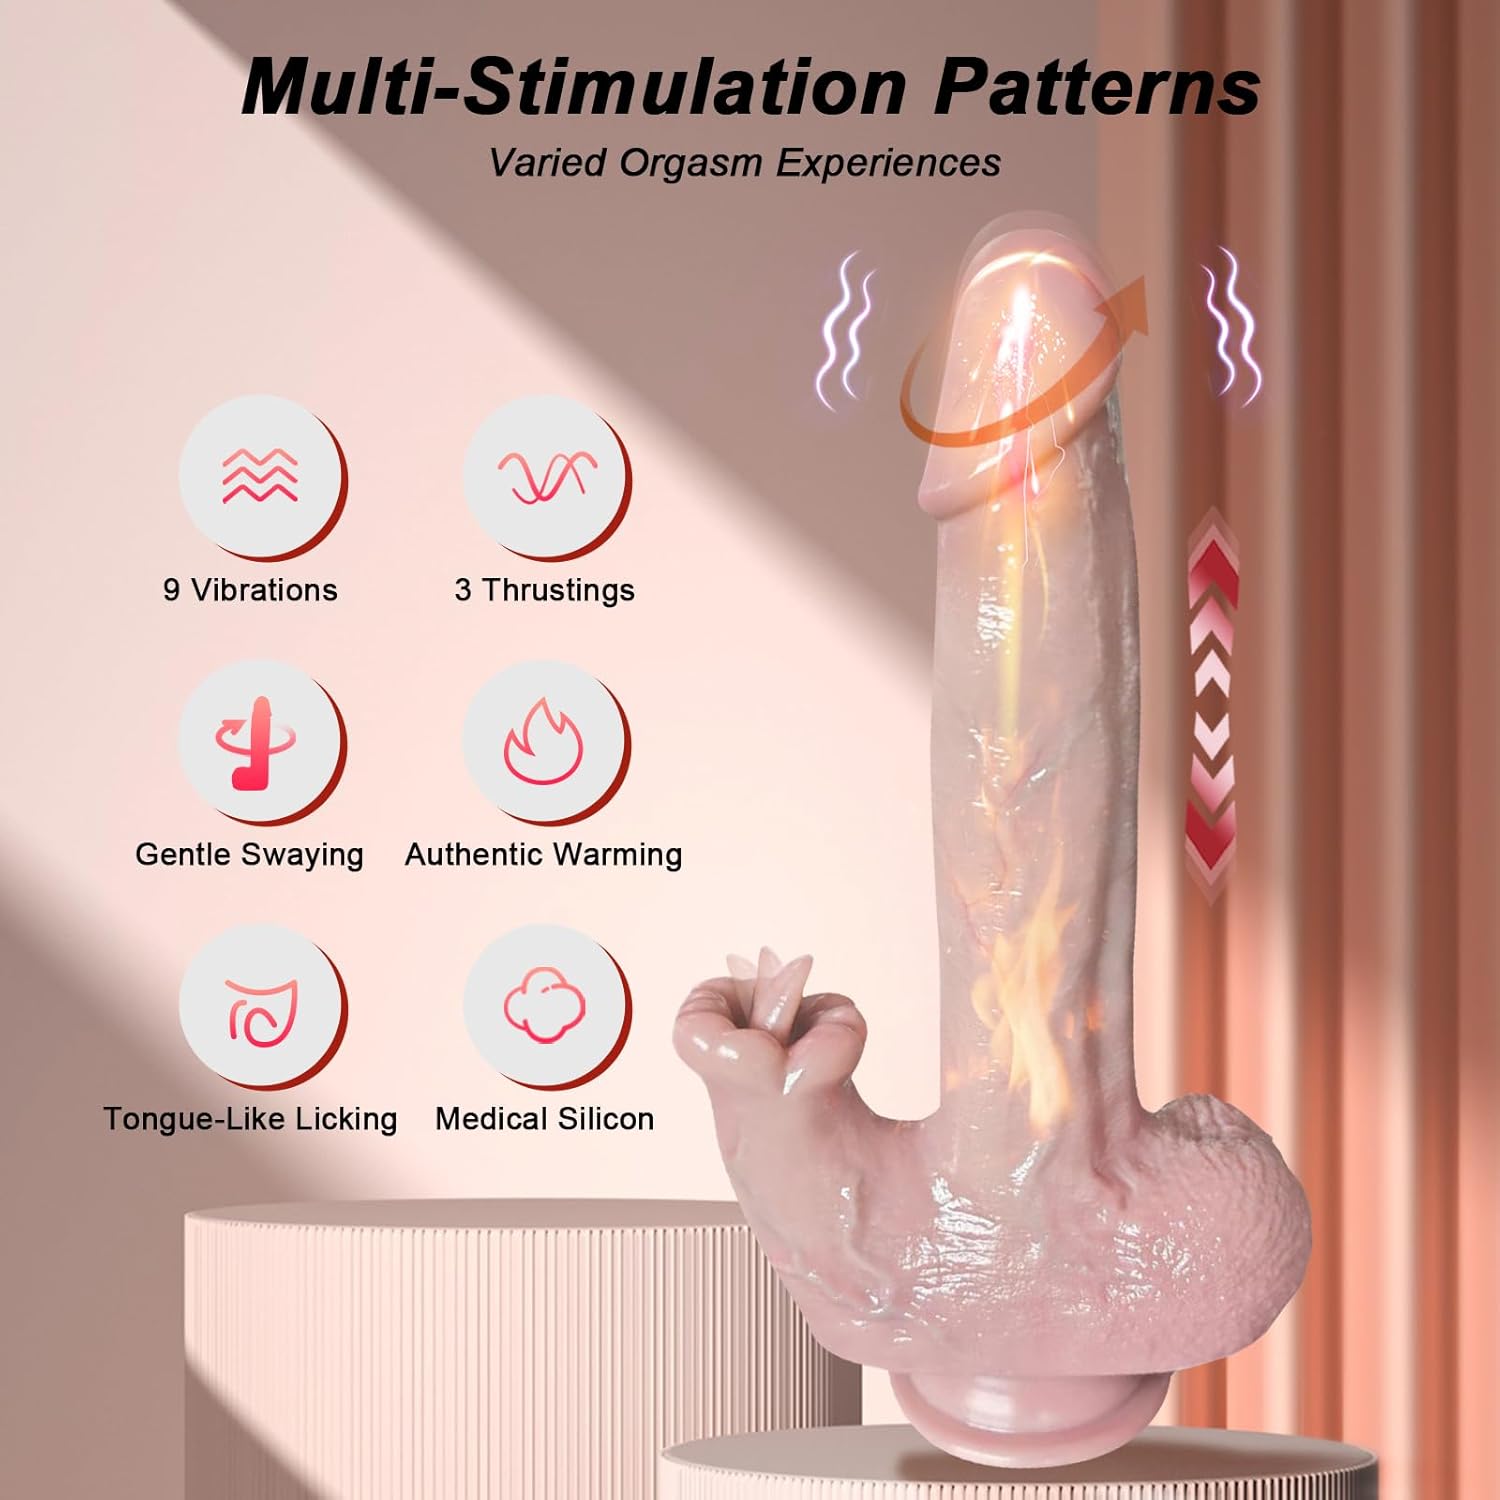 Multi-Stimulation Patterns
Varied Orgasm Experiences
9 Vibrations
3 Thrustings
Gentle Swaying
Authentic Warming
Tongue-Like Licking
Medical Silicon